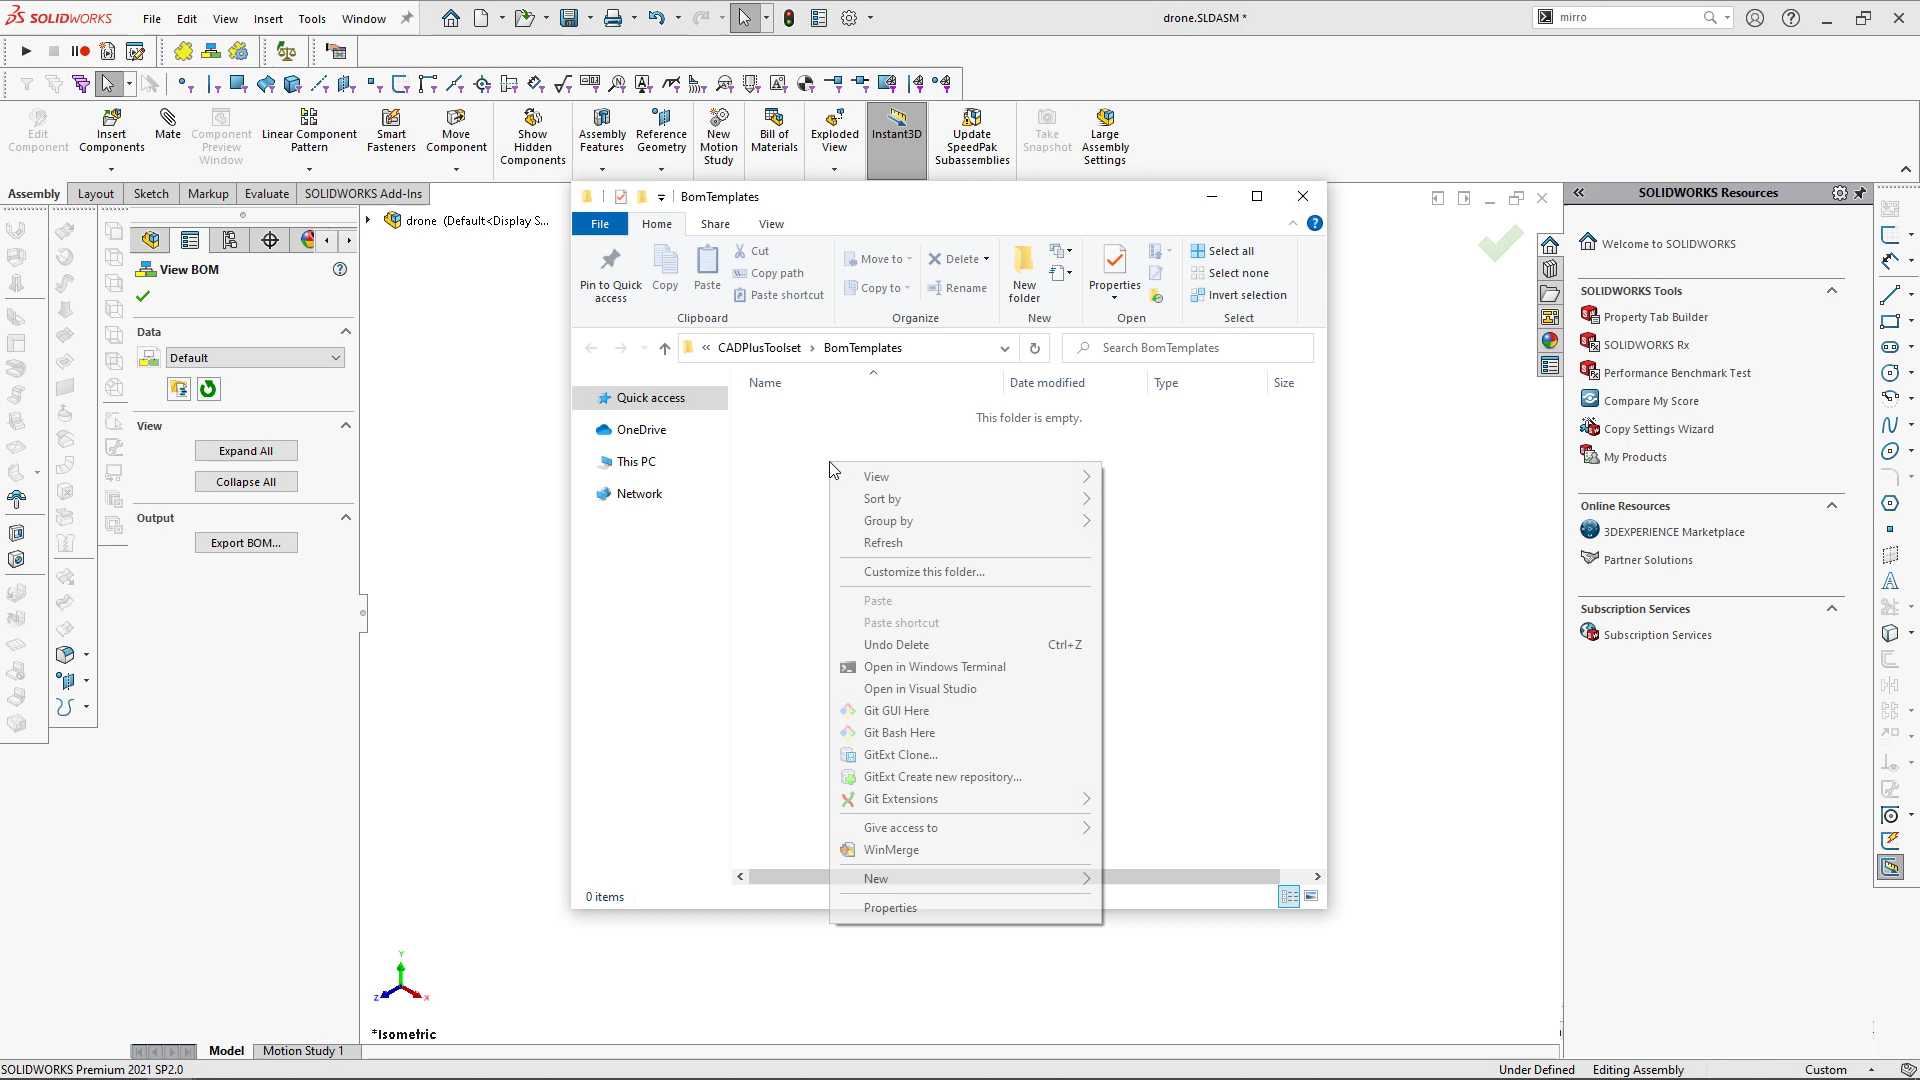 SOLIDWORKS File Edit View Insert Tools Window
drone.SLDASM *
mirro
Edit Component
Insert Components
Mate
Component Preview Window
Linear Component Pattern
Smart Fasteners
Move Component
Show Hidden Components
Assembly Features
Reference Geometry
New Motion Study
Bill of Materials
Exploded View
Instant3D
Update SpeedPak Subassemblies
Take Snapshot
Large Assembly Settings
Assembly Layout Sketch Markup Evaluate SOLIDWORKS Add-Ins
View BOM
Data
Default
View
Expand All
Collapse All
Output
Export BOM...
drone (Default<Display S...
BomTemplates
File Home Share View
Pin to Quick access
Copy
Paste
Cut
Copy path
Paste shortcut
Clipboard
Move to
Copy to
Delete
Rename
Organize
New folder
New
Properties
Open
Select all
Select none
Invert selection
Select
« CADPlusToolset › BomTemplates
Search BomTemplates
Quick access
OneDrive
This PC
Network
Name Date modified Type Size
This folder is empty.
View
Sort by
Group by
Refresh
Customize this folder...
Paste
Paste shortcut
Undo Delete Ctrl+Z
Open in Windows Terminal
Open in Visual Studio
Git GUI Here
Git Bash Here
GitExt Clone...
GitExt Create new repository...
Git Extensions
Give access to
WinMerge
New
Properties
0 items
SOLIDWORKS Resources
Welcome to SOLIDWORKS
SOLIDWORKS Tools
Property Tab Builder
SOLIDWORKS Rx
Performance Benchmark Test
Compare My Score
Copy Settings Wizard
My Products
Online Resources
3DEXPERIENCE Marketplace
Partner Solutions
Subscription Services
Subscription Services
Y
Z
X
*Isometric
Model Motion Study 1
SOLIDWORKS Premium 2021 SP2.0
Under Defined Editing Assembly Custom